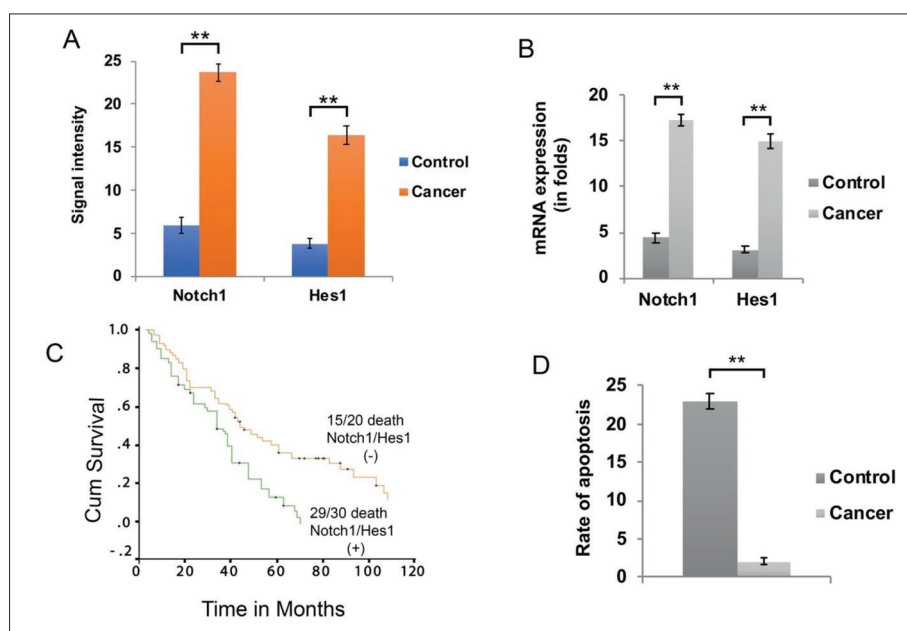 A
**
**
25
20
15
10
5
0
Signal intensity
Notch1
Hes1
Control
Cancer
B
**
**
20
15
10
5
0
mRNA expression
(in folds)
Notch1
Hes1
Control
Cancer
C
1.0
.8
.6
.4
.2
.0
-.2
Cum Survival
0
20
40
60
80
100
120
Time in Months
15/20 death
Notch1/Hes1
(-)
29/30 death
Notch1/Hes1
(+)
D
**
25
20
15
10
5
0
Rate of apoptosis
Control
Cancer